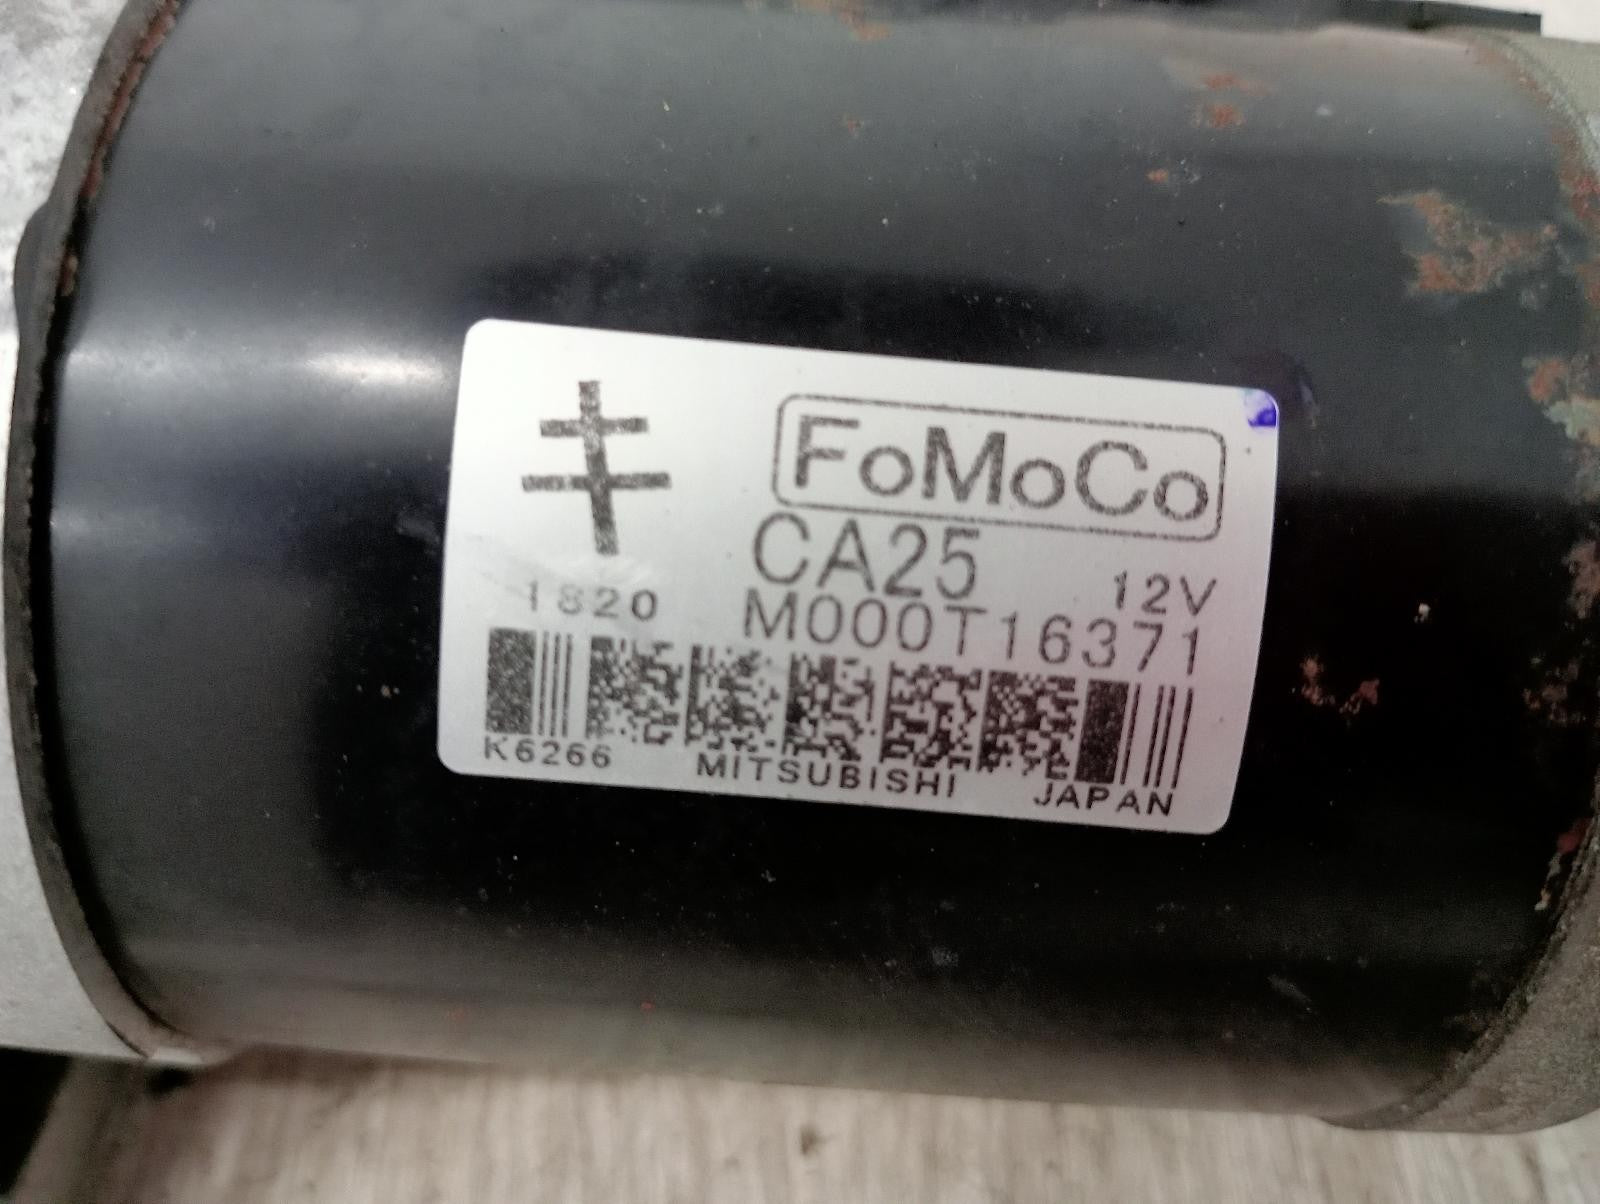 FoMoCo
CA25
12V
1820
M000T16371
K6266
MITSUBISHI
JAPAN